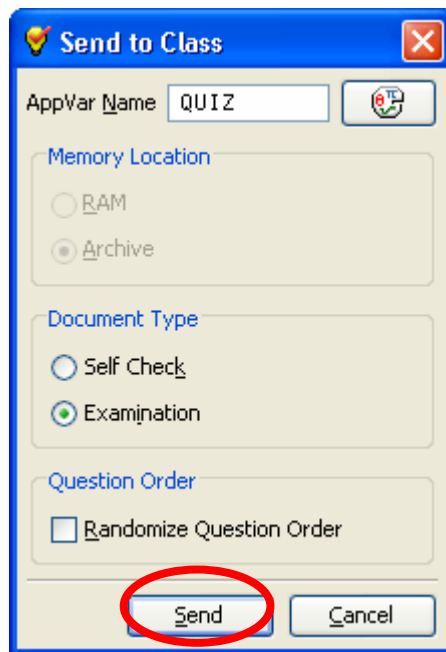 Send to Class
AppVar Name QUIZ
Memory Location
RAM
Archive
Document Type
Self Check
Examination
Question Order
Randomize Question Order
Send Cancel